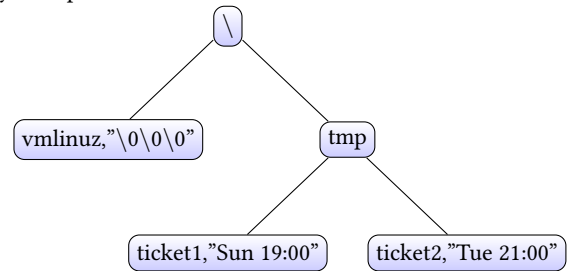 \
vmlinuz,”\0\0\0”
tmp
ticket1,”Sun 19:00”
ticket2,”Tue 21:00”